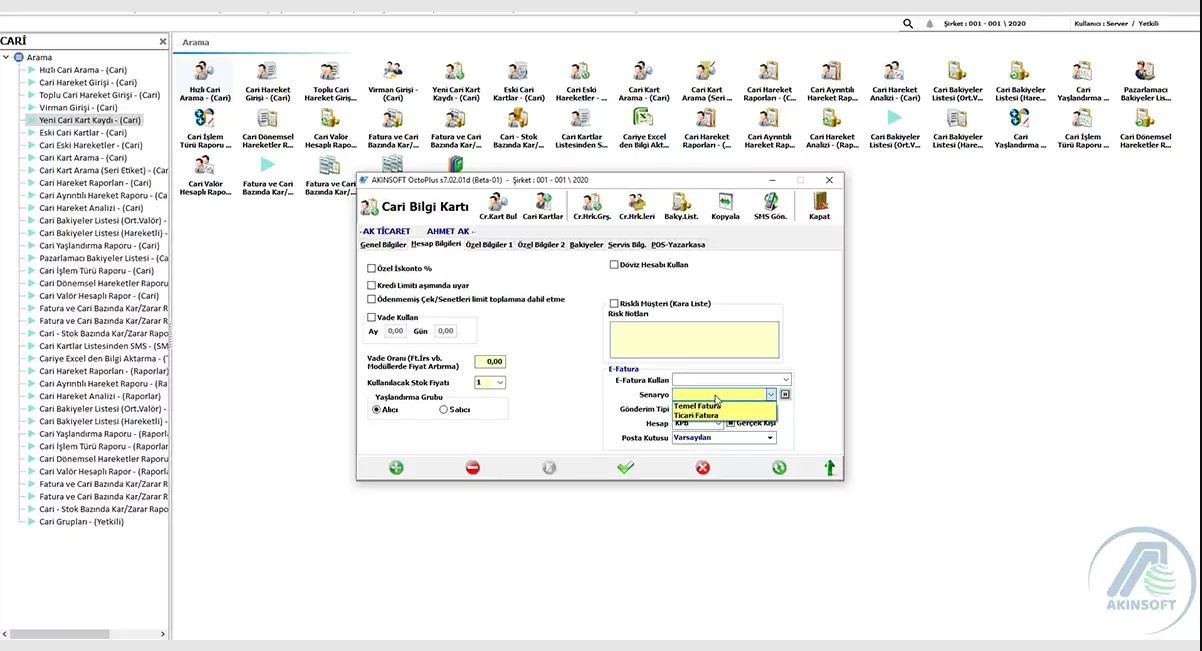 Şirket : 001 - 001 \ 2020
Kullanıcı : Server / Yetkili
CARİ
Arama
Hızlı Cari Arama - (Cari)
Cari Hareket Girişi - (Cari)
Toplu Cari Hareket Girişi - (Cari)
Virman Girişi - (Cari)
Yeni Cari Kart Kaydı - (Cari)
Eski Cari Kartlar - (Cari)
Cari Eski Hareketler - (Cari)
Cari Kart Arama - (Cari)
Cari Kart Arama (Seri Etiket) - (Ca
Cari Hareket Raporları - (Cari)
Cari Ayrıntılı Hareket Raporu - (Ca
Cari Hareket Analizi - (Cari)
Cari Bakiyeler Listesi (Ort.Valör) -
Cari Bakiyeler Listesi (Hareketli) -
Cari Yaşlandırma Raporu - (Cari)
Pazarlamacı Bakiyeler Listesi - (Ca
Cari İşlem Türü Raporu - (Cari)
Cari Dönemsel Hareketler Raporu
Cari Valör Hesaplı Rapor - (Cari)
Fatura ve Cari Bazında Kar/Zarar R
Fatura ve Cari Bazında Kar/Zarar R
Cari - Stok Bazında Kar/Zarar Rapo
Cari Kartlar Listesinden SMS - (SM
Cariye Excel den Bilgi Aktarma - (
Cari Hareket Raporları - (Raporlar)
Cari Ayrıntılı Hareket Raporu - (Ra
Cari Hareket Analizi - (Raporlar)
Cari Bakiyeler Listesi (Ort.Valör) -
Cari Bakiyeler Listesi (Hareketli) -
Cari Yaşlandırma Raporu - (Raporl
Cari İşlem Türü Raporu - (Raporlar
Cari Dönemsel Hareketler Raporu
Cari Valör Hesaplı Rapor - (Raporla
Fatura ve Cari Bazında Kar/Zarar R
Fatura ve Cari Bazında Kar/Zarar R
Cari - Stok Bazında Kar/Zarar Rapo
Cari Grupları - (Yetkili)
Arama
Hızlı Cari Arama - (Cari)
Cari Hareket Girişi - (Cari)
Toplu Cari Hareket Giriş...
Virman Girişi - (Cari)
Yeni Cari Kart Kaydı - (Cari)
Eski Cari Kartlar - (Cari)
Cari Eski Hareketler - ...
Cari Kart Arama - (Cari)
Cari Kart Arama (Seri ...
Cari Hareket Raporları - (C...
Cari Ayrıntılı Hareket Rap...
Cari Hareket Analizi - (Cari)
Cari Bakiyeler Listesi (Ort.V...
Cari Bakiyeler Listesi (Hare...
Cari Yaşlandırma ...
Pazarlamacı Bakiyeler Lis...
Cari İşlem Türü Raporu ...
Cari Dönemsel Hareketler R...
Cari Valör Hesaplı Rapo...
Fatura ve Cari Bazında Kar/...
Fatura ve Cari Bazında Kar/...
Cari - Stok Bazında Kar/...
Cari Kartlar Listesinden S...
Cariye Excel den Bilgi Akt...
Cari Hareket Raporları - (...
Cari Ayrıntılı Hareket Rap...
Cari Hareket Analizi - (Rap...
Cari Bakiyeler Listesi (Ort.V...
Cari Bakiyeler Listesi (Hare...
Cari Yaşlandırma ...
Cari İşlem Türü Raporu ...
Cari Dönemsel Hareketler R...
Cari Valör Hesaplı Rapo...
Fatura ve Cari Bazında Kar/...
Fatura ve Cari Bazında Kar/
AKINSOFT OctoPlus s7.02.01d (Beta-01) - Şirket : 001 - 001 \ 2020
Cari Bilgi Kartı
Cr.Kart Bul
Cari Kartlar
Cr.Hrk.Grş.
Cr.Hrk.leri
Baky.List.
Kopyala
SMS Gön.
Kapat
-AK TİCARET AHMET AK -
Genel Bilgiler Hesap Bilgileri Özel Bilgiler 1 Özel Bilgiler 2 Bakiyeler Servis Bilg. POS-Yazarkasa
Özel İskonto %
Kredi Limiti aşımında uyar
Ödenmemiş Çek/Senetleri limit toplamına dahil etme
Vade Kullan
Ay 0,00 Gün 0,00
Vade Oranı (Ft.İrs vb.
Modüllerde Fiyat Artırma) 0,00
Kullanılacak Stok Fiyatı 1
Yaşlandırma Grubu
Alıcı Satıcı
Döviz Hesabı Kullan
Riskli Müşteri (Kara Liste)
Risk Notları
E-Fatura
E-Fatura Kullan
Senaryo
Temel Fatura
Gönderim Tipi
Ticari Fatura
Hesap KPB Gerçek Kişi
Posta Kutusu Varsayılan
AKINSOFT